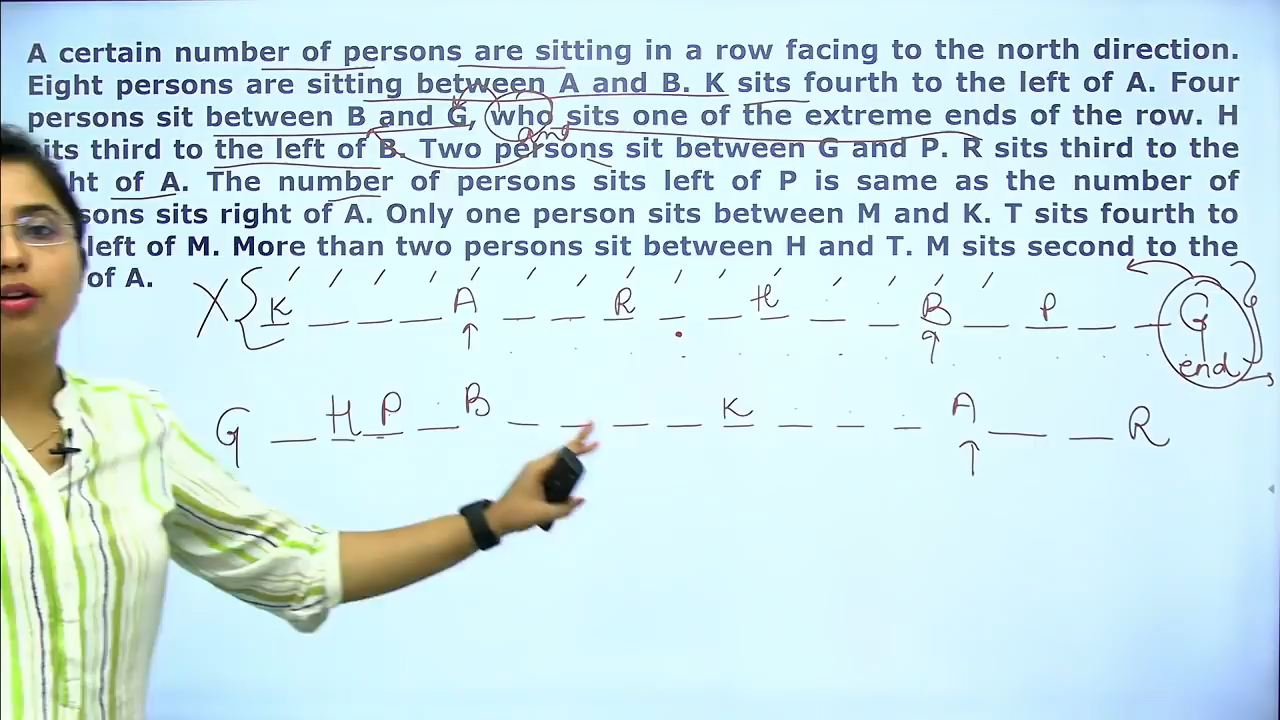 A certain number of persons are sitting in a row facing to the north direction.
Eight persons are sitting between A and B. K sits fourth to the left of A. Four
persons sit between B and G, who sits one of the extreme ends of the row. H
sits third to the left of B. Two persons sit between G and P. R sits third to the
ht of A. The number of persons sits left of P is same as the number of
sons sits right of A. Only one person sits between M and K. T sits fourth to
left of M. More than two persons sit between H and T. M sits second to the
of A.
and
X { K _ _ _ A _ _ R _ _ H _ _ B _ P _ _ G
end
G _ H P _ B _ _ _ _ K _ _ _ A _ _ R